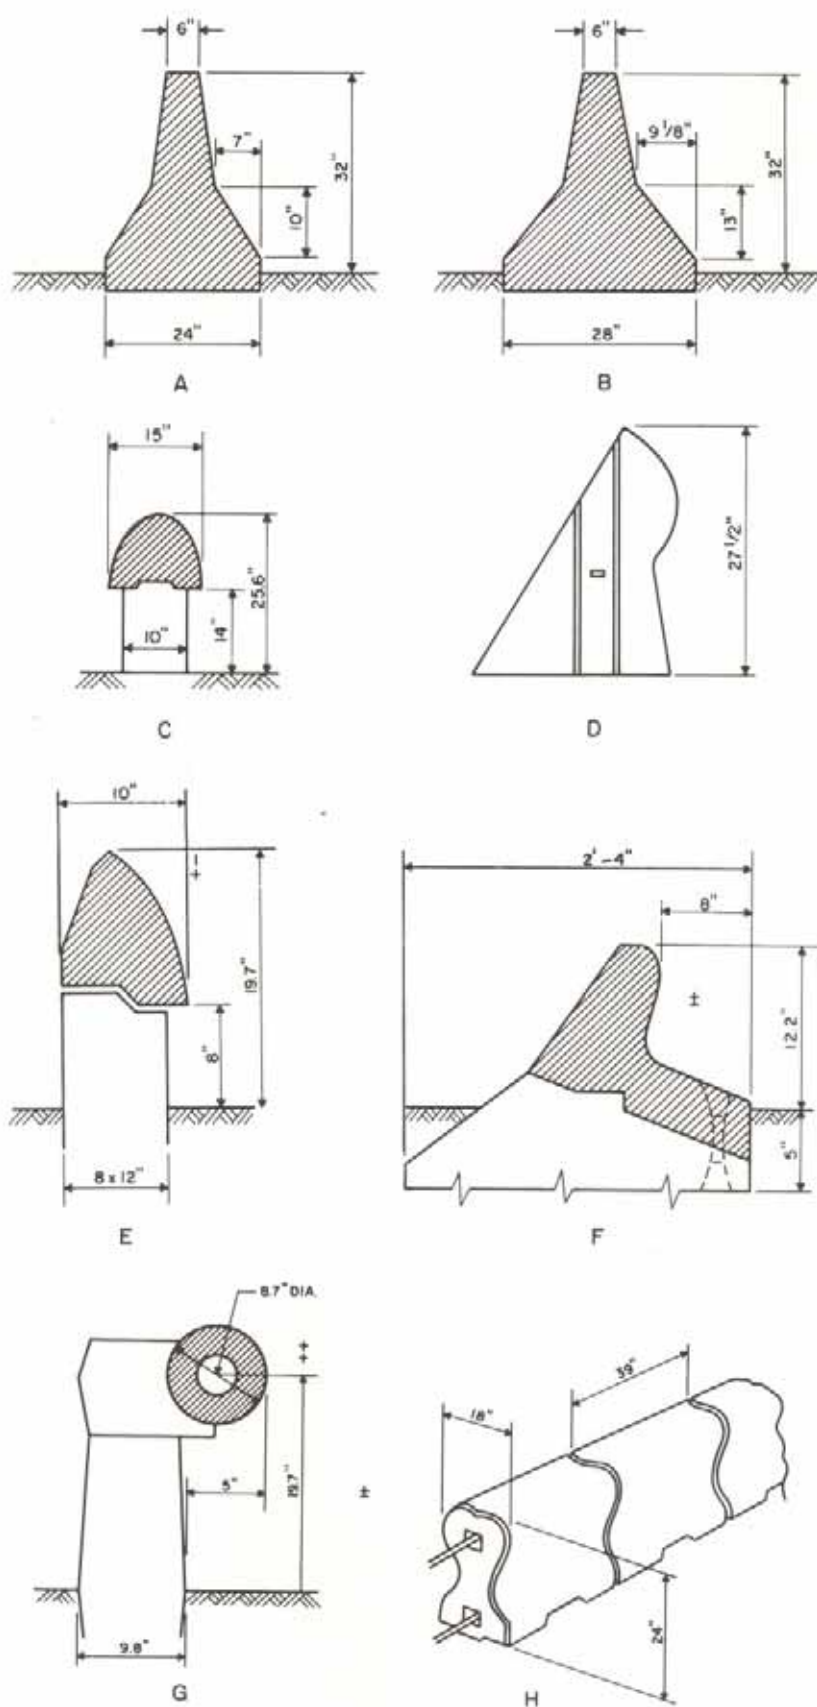 6"
7"
32"
10"
24"
A
6"
9 1/8"
32"
13"
28"
B
15"
25.6"
14"
10"
C
27 1/2"
D
10"
±
19.7"
8"
8 x 12"
E
2' - 4"
8"
±
12.2"
5"
F
8.7" DIA.
±±
19.7"
5"
±
9.8"
G
39"
18"
24"
H